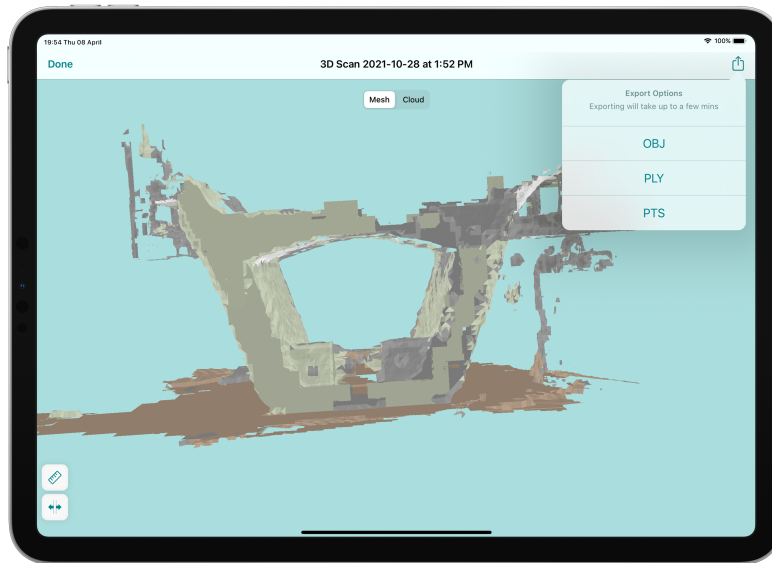 19:54 Thu 08 April
100%
Done
3D Scan 2021-10-28 at 1:52 PM
Mesh
Cloud
Export Options
Exporting will take up to a few mins
OBJ
PLY
PTS